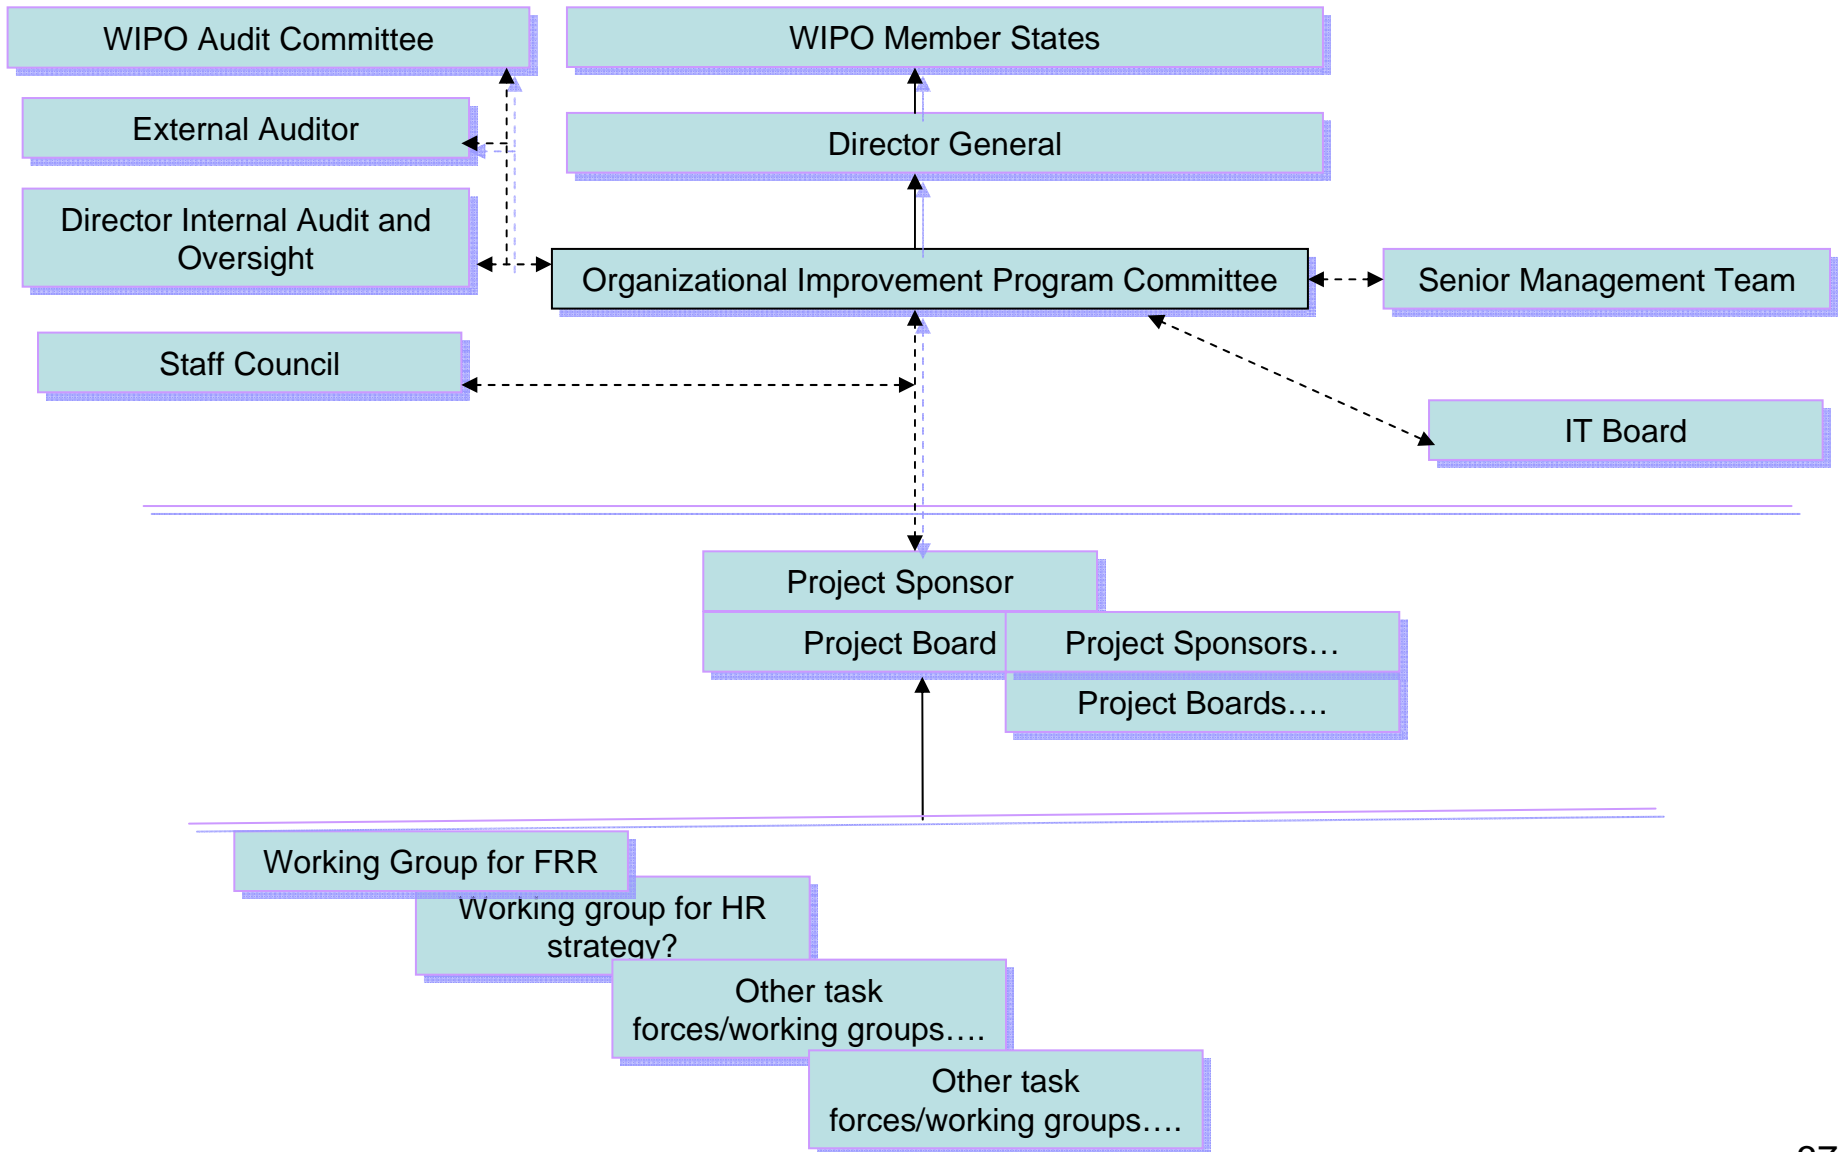 WIPO Audit Committee
WIPO Member States
External Auditor
Director General
Director Internal Audit and
Oversight
Organizational Improvement Program Committee
Senior Management Team
Staff Council
IT Board
Project Sponsor
Project Board
Project Sponsors…
Project Boards….
Working Group for FRR
Working group for HR
strategy?
Other task
forces/working groups….
Other task
forces/working groups….